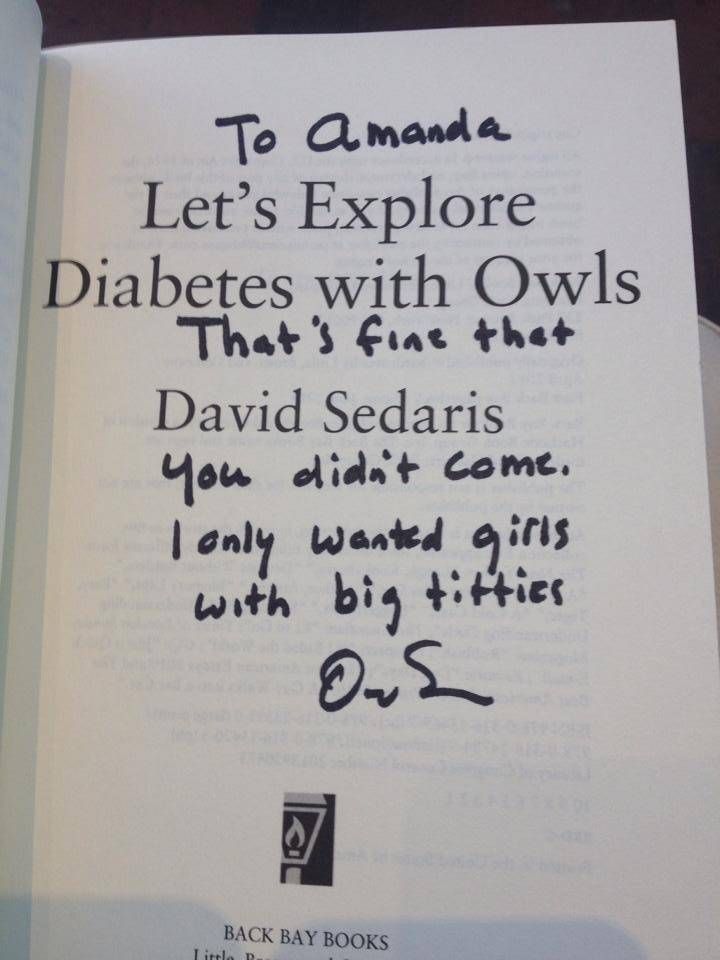 To Amanda
Let's Explore
Diabetes with Owls
That's fine that
David Sedaris
you didn't come.
I only wanted girls
with big titties
BACK BAY BOOKS
Little,